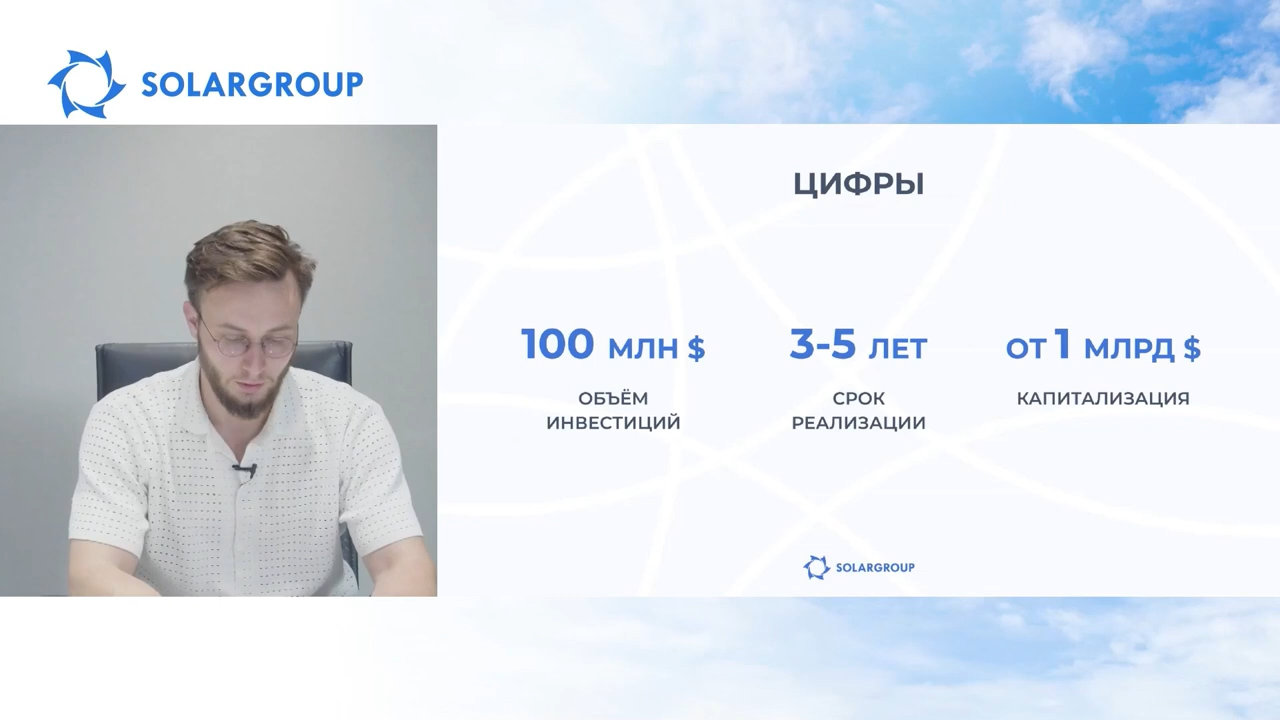 SOLARGROUP
ЦИФРЫ
100 МЛН $
ОБЪЁМ
ИНВЕСТИЦИЙ
3-5 ЛЕТ
СРОК
РЕАЛИЗАЦИИ
ОТ 1 МЛРД $
КАПИТАЛИЗАЦИЯ
SOLARGROUP